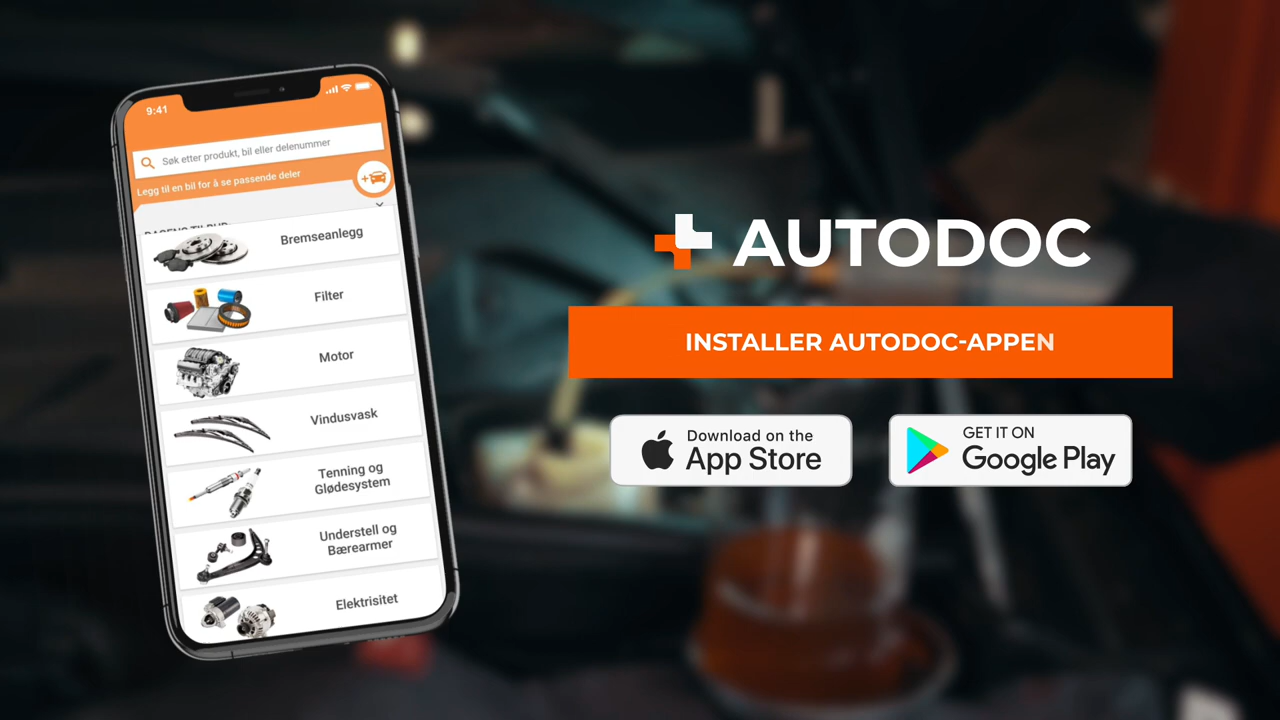 9:41
Søk etter produkt, bil eller delenummer
Legg til en bil for å se passende deler
Bremseanlegg
Filter
Motor
Vindusvask
Tenning og
Glødesystem
Understell og
Bærearmer
Elektrisitet
AUTODOC
INSTALLER AUTODOC-APPEN
Download on the
App Store
GET IT ON
Google Play